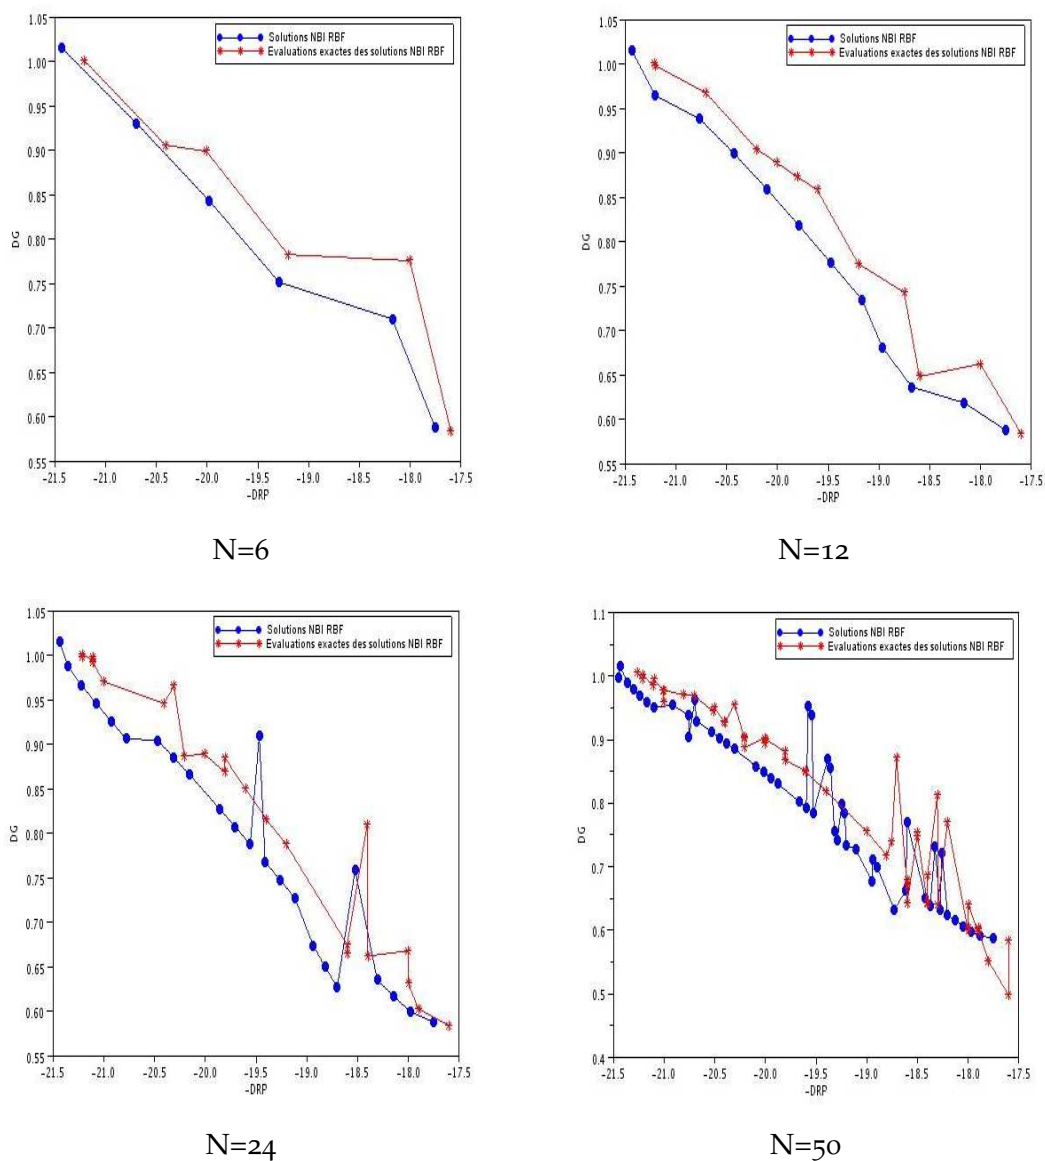 Solutions NBI RBF
Evaluations exactes des solutions NBI RBF
1.05
1.00
0.95
0.90
0.85
0.80
0.75
0.70
0.65
0.60
0.55
DG
-21.5 -21.0 -20.5 -20.0 -19.5 -19.0 -18.5 -18.0 -17.5
-DRP
N=6
Solutions NBI RBF
Evaluations exactes des solutions NBI RBF
1.05
1.00
0.95
0.90
0.85
0.80
0.75
0.70
0.65
0.60
0.55
DG
-21.5 -21.0 -20.5 -20.0 -19.5 -19.0 -18.5 -18.0 -17.5
-DRP
N=12
Solutions NBI RBF
Evaluations exactes des solutions NBI RBF
1.05
1.00
0.95
0.90
0.85
0.80
0.75
0.70
0.65
0.60
0.55
DG
-21.5 -21.0 -20.5 -20.0 -19.5 -19.0 -18.5 -18.0 -17.5
-DRP
N=24
Solutions NBI RBF
Evaluations exactes des solutions NBI RBF
1.1
1.0
0.9
0.8
0.7
0.6
0.5
0.4
DG
-21.5 -21.0 -20.5 -20.0 -19.5 -19.0 -18.5 -18.0 -17.5
-DRP
N=50